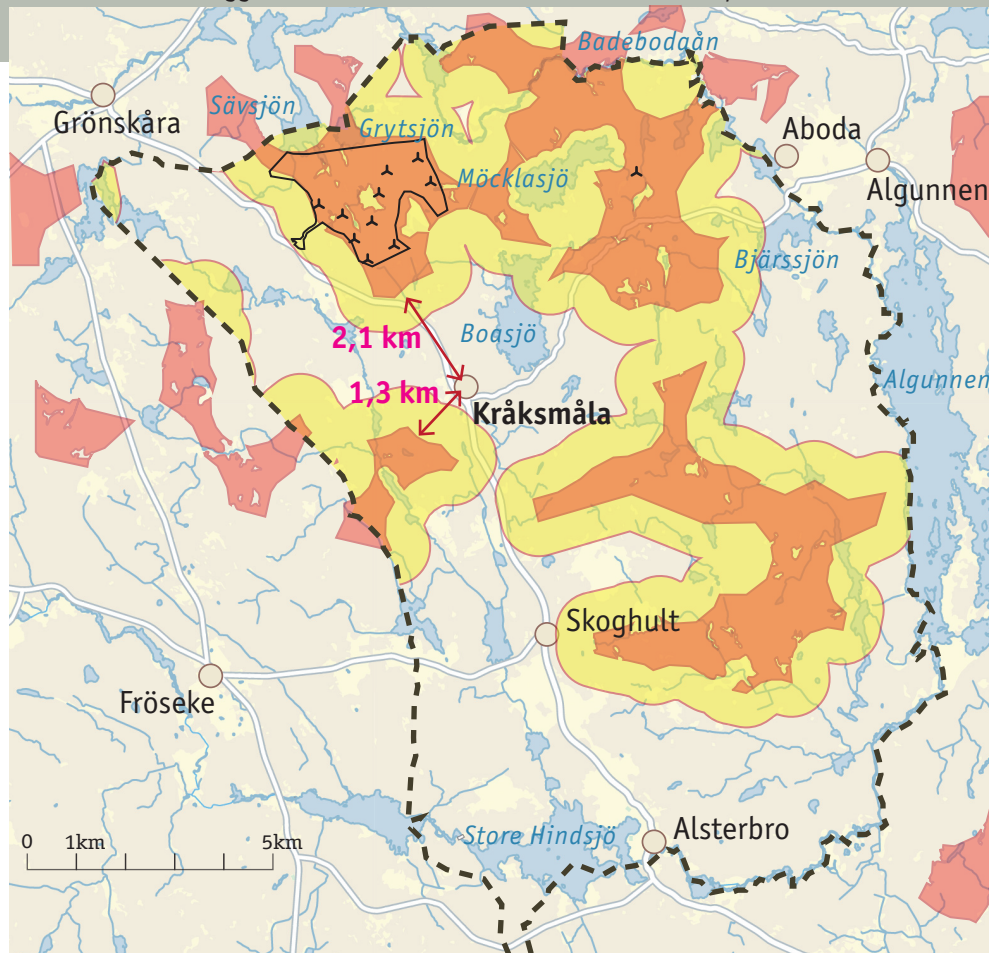 Badebodaån
Sävsjön
Grönskåra
Grytsjön
Aboda
Möcklasjö
Algunnen
Bjärssjön
2,1 km
Boasjö
Algunnen
1,3 km
Kråksmåla
Skoghult
Fröseke
Store Hindsjö
Alsterbro
0 1km 5km